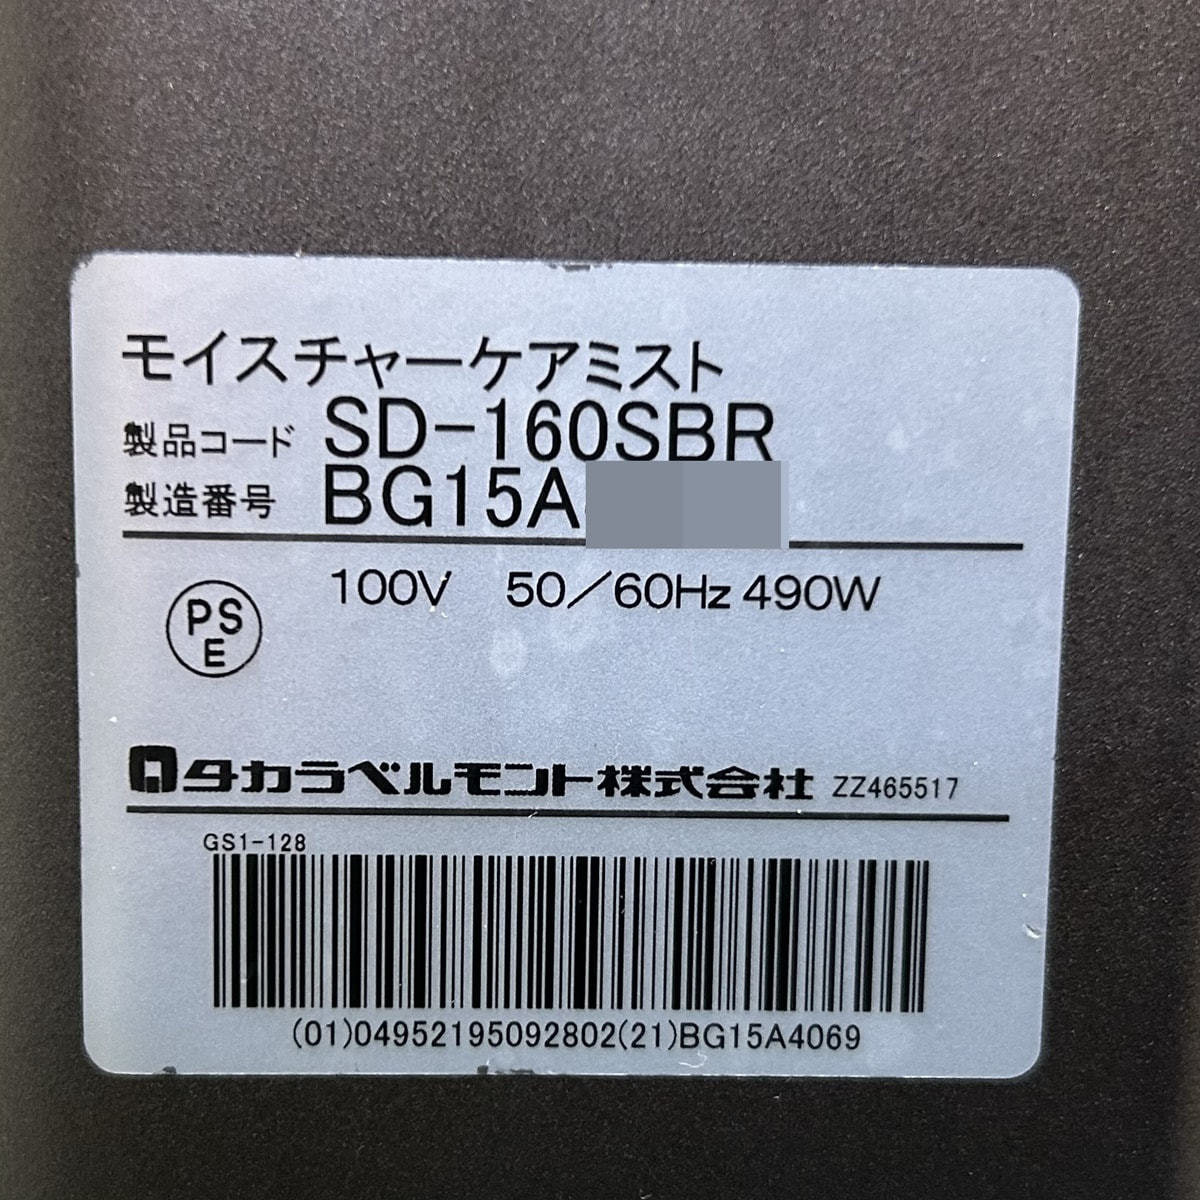 モイスチャーケアミスト
製品コード SD-160SBR
製造番号 BG15A
PSE 100V 50/60Hz 490W
タカラベルモント株式会社 ZZ465517
GS1-128
(01)04952195092802(21)BG15A4069